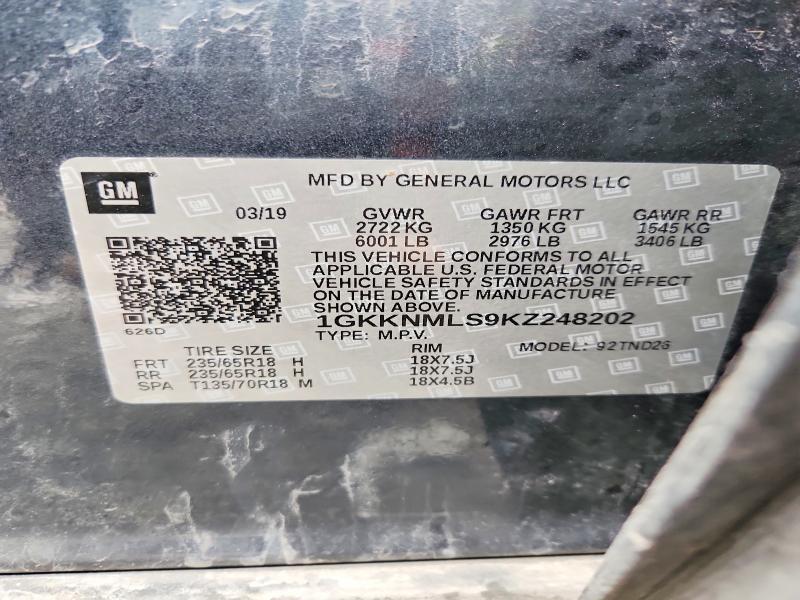 GM
MFD BY GENERAL MOTORS LLC
03/19 GVWR GAWR FRT GAWR RR
2722 KG 1350 KG 1545 KG
6001 LB 2976 LB 3406 LB
THIS VEHICLE CONFORMS TO ALL
APPLICABLE U.S. FEDERAL MOTOR
VEHICLE SAFETY STANDARDS IN EFFECT
ON THE DATE OF MANUFACTURE
SHOWN ABOVE.
1GKKNMLS9KZ248202
626D
TYPE: M.P.V. MODEL: 92TND26
TIRE SIZE RIM
FRT 235/65R18 H 18X7.5J
RR 235/65R18 H 18X7.5J
SPA T135/70R18 M 18X4.5B